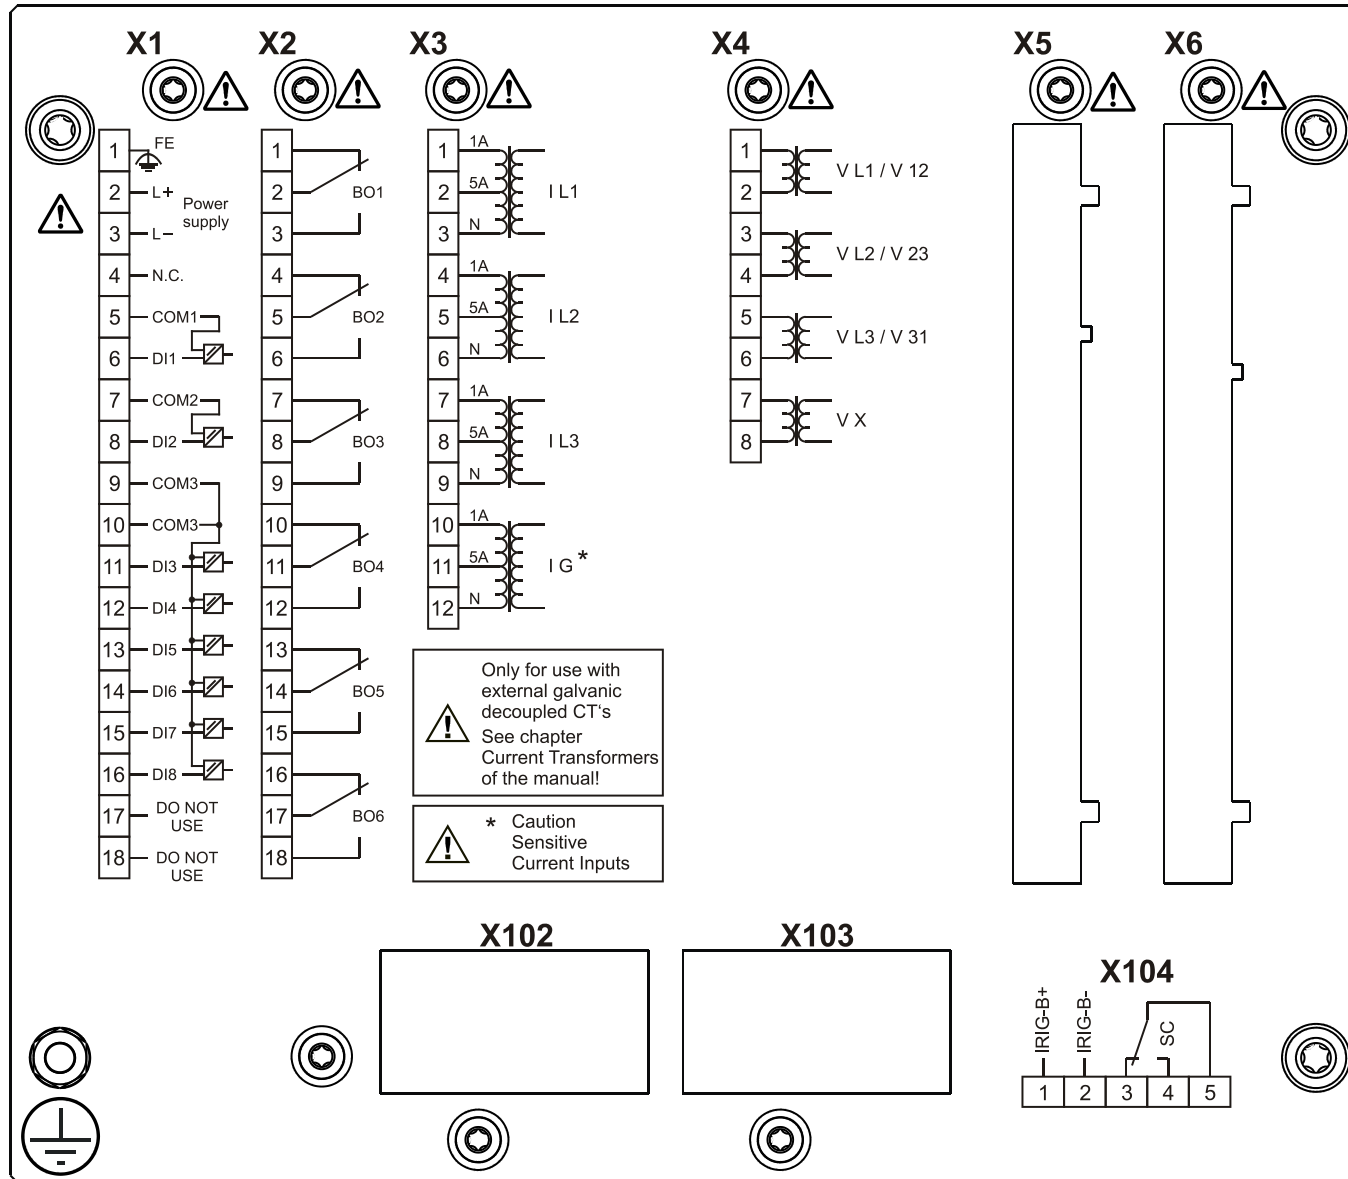 X1
X2
X3
X4
X5
X6
1 FE
2 L+
Power
supply
3 L-
4 N.C.
5 COM1
6 DI1
7 COM2
8 DI2
9 COM3
10 COM3
11 DI3
12 DI4
13 DI5
14 DI6
15 DI7
16 DI8
17 DO NOT
USE
18 DO NOT
USE
1
2 BO1
3
4
5 BO2
6
7
8 BO3
9
10
11 BO4
12
13
14 BO5
15
16
17 BO6
18
1 1A
2 5A I L1
3 N
4 1A
5 5A I L2
6 N
7 1A
8 5A I L3
9 N
10 1A
11 5A I G *
12 N
Only for use with
external galvanic
decoupled CT's
See chapter
Current Transformers
of the manual!
* Caution
Sensitive
Current Inputs
1
V L1 / V 12
2
3
V L2 / V 23
4
5
V L3 / V 31
6
7
V X
8
X102
X103
X104
IRIG-B+
IRIG-B-
SC
1 2 3 4 5